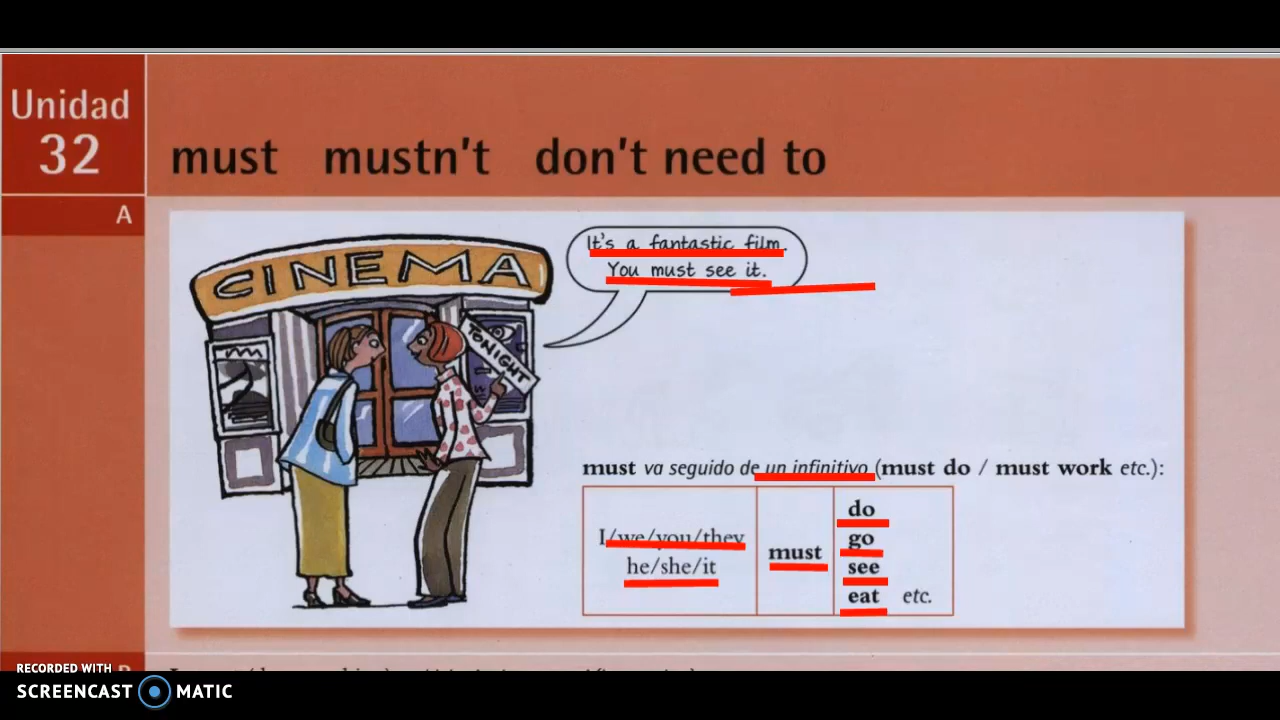 Unidad
32
must mustn't don't need to
A
CINEMA
TONIGHT
It's a fantastic film.
You must see it.
must va seguido de un infinitivo (must do / must work etc.):
I/we/you/they
he/she/it
must
do
go
see
eat etc.
RECORDED WITH
SCREENCAST MATIC